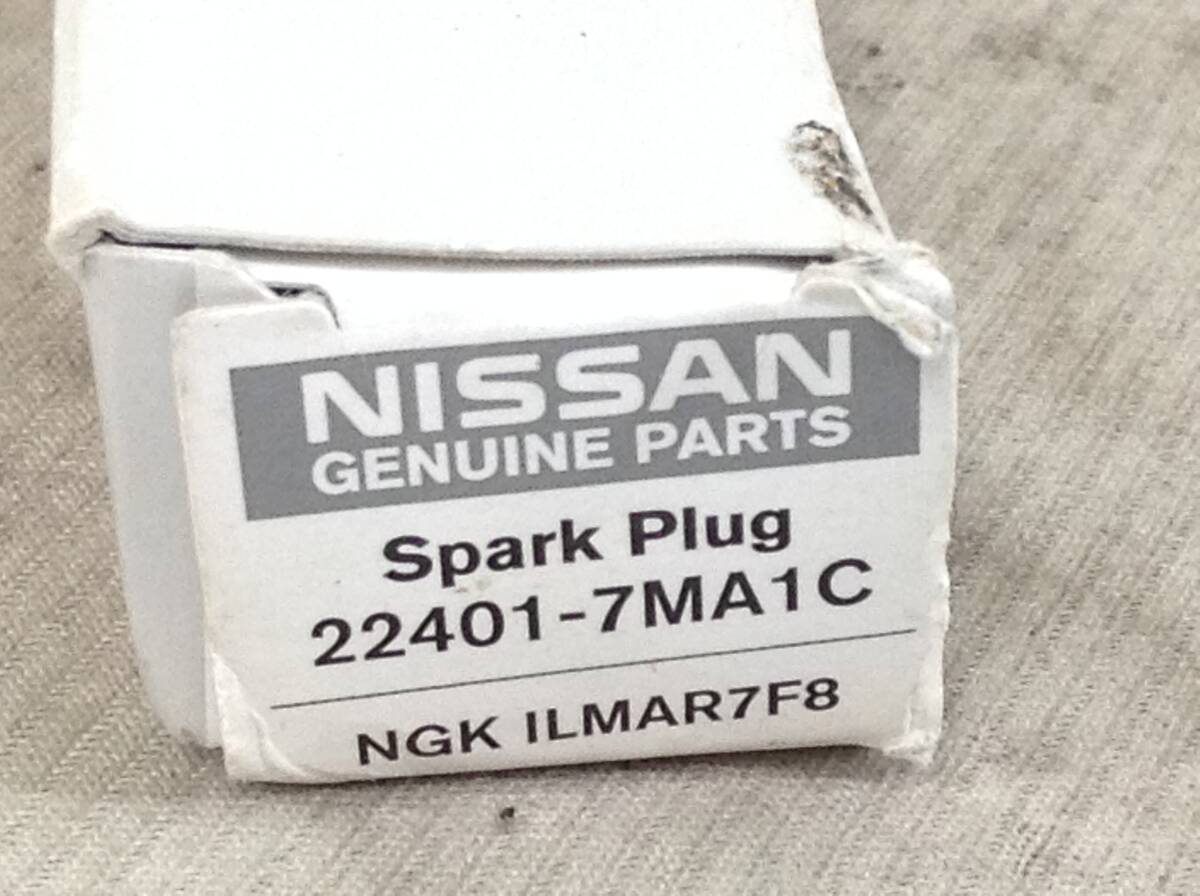 NISSAN
GENUINE PARTS
Spark Plug
22401-7MA1C
NGK ILMAR7F8